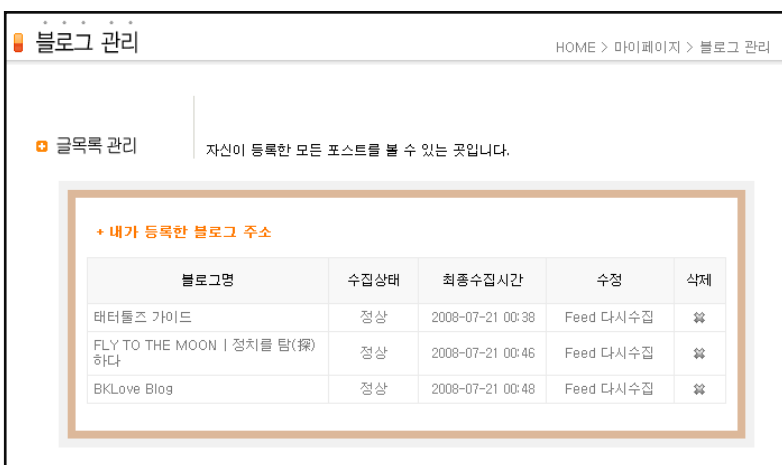 블로그 관리
HOME > 마이페이지 > 블로그 관리
글목록 관리
자신이 등록한 모든 포스트를 볼 수 있는 곳입니다.
+ 내가 등록한 블로그 주소
블로그명 수집상태 최종수집시간 수정 삭제
태터툴즈 가이드 정상 2008-07-21 00:38 Feed 다시수집
FLY TO THE MOON | 정치를 탐(探)
하다 정상 2008-07-21 00:46 Feed 다시수집
BKLove Blog 정상 2008-07-21 00:48 Feed 다시수집